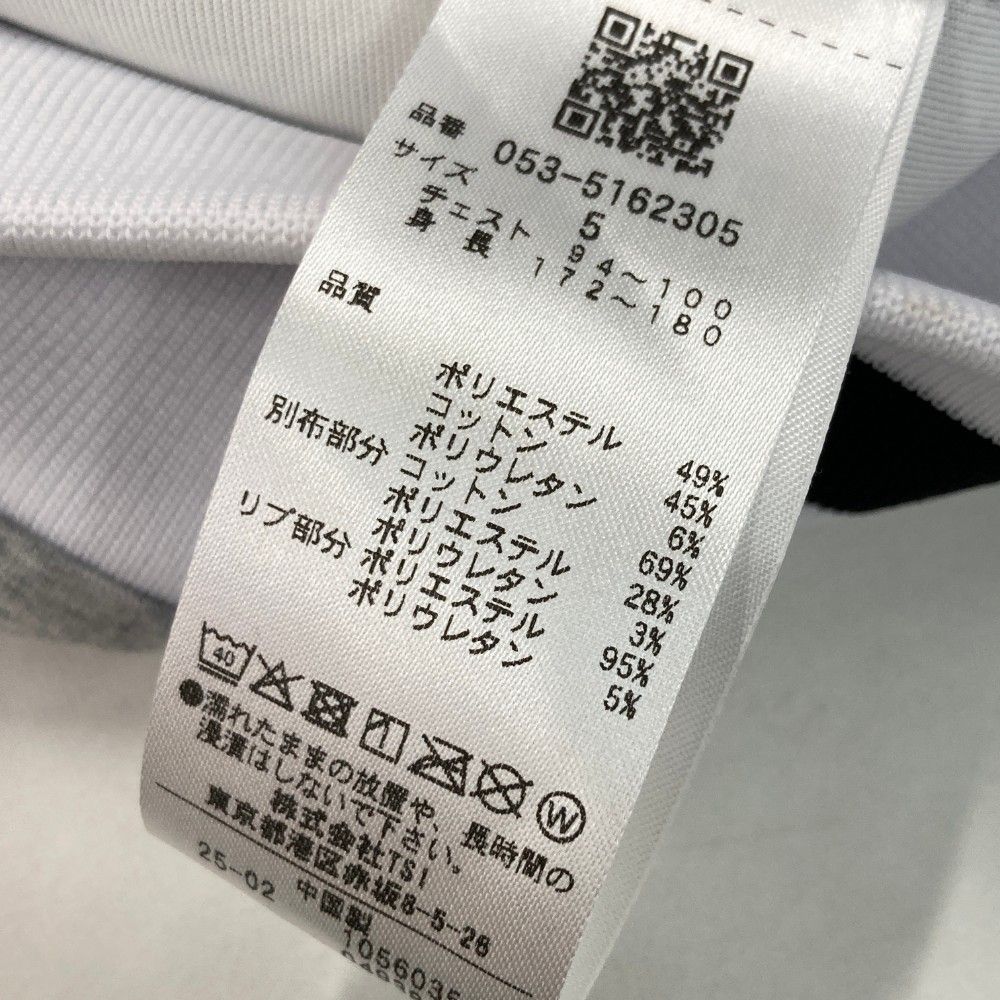 品番 053-5162305
サイズ 5
チェスト 94～100
身長 172～180
品質
ポリエステル 49%
コットン 45%
ポリウレタン 6%
別布部分 コットン 69%
ポリエステル 28%
ポリウレタン 3%
リブ部分 ポリエステル 95%
ポリウレタン 5%
40
W
●濡れたままの放置や、長時間の
浸漬はしないで下さい。
株式会社TSI
東京都港区赤坂8-5-28
25-02 中国製